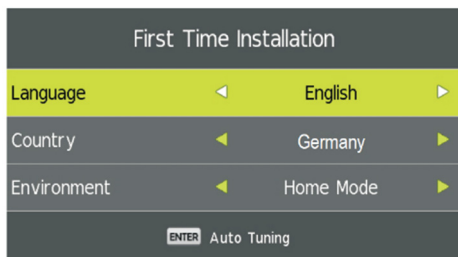 First Time Installation
Language English
Country Germany
Environment Home Mode
ENTER Auto Tuning